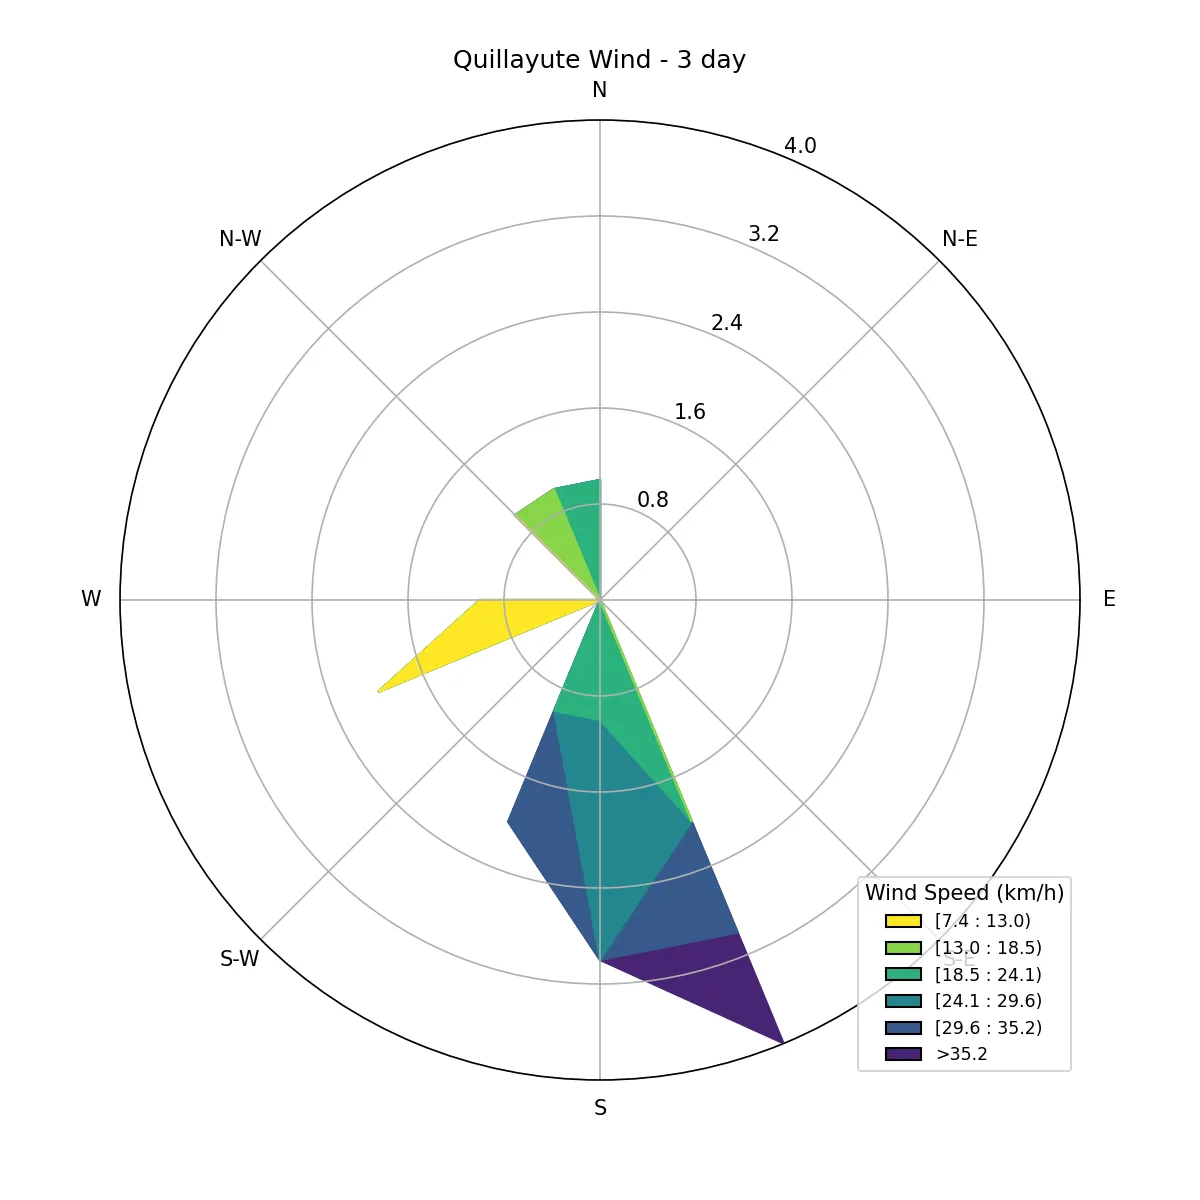 Quillayute Wind - 3 day
N
4.0
N-W
3.2
N-E
2.4
1.6
0.8
W
E
Wind Speed (km/h)
[7.4 : 13.0)
[13.0 : 18.5)
S-W
S-E
[18.5 : 24.1)
[24.1 : 29.6)
[29.6 : 35.2)
>35.2
S